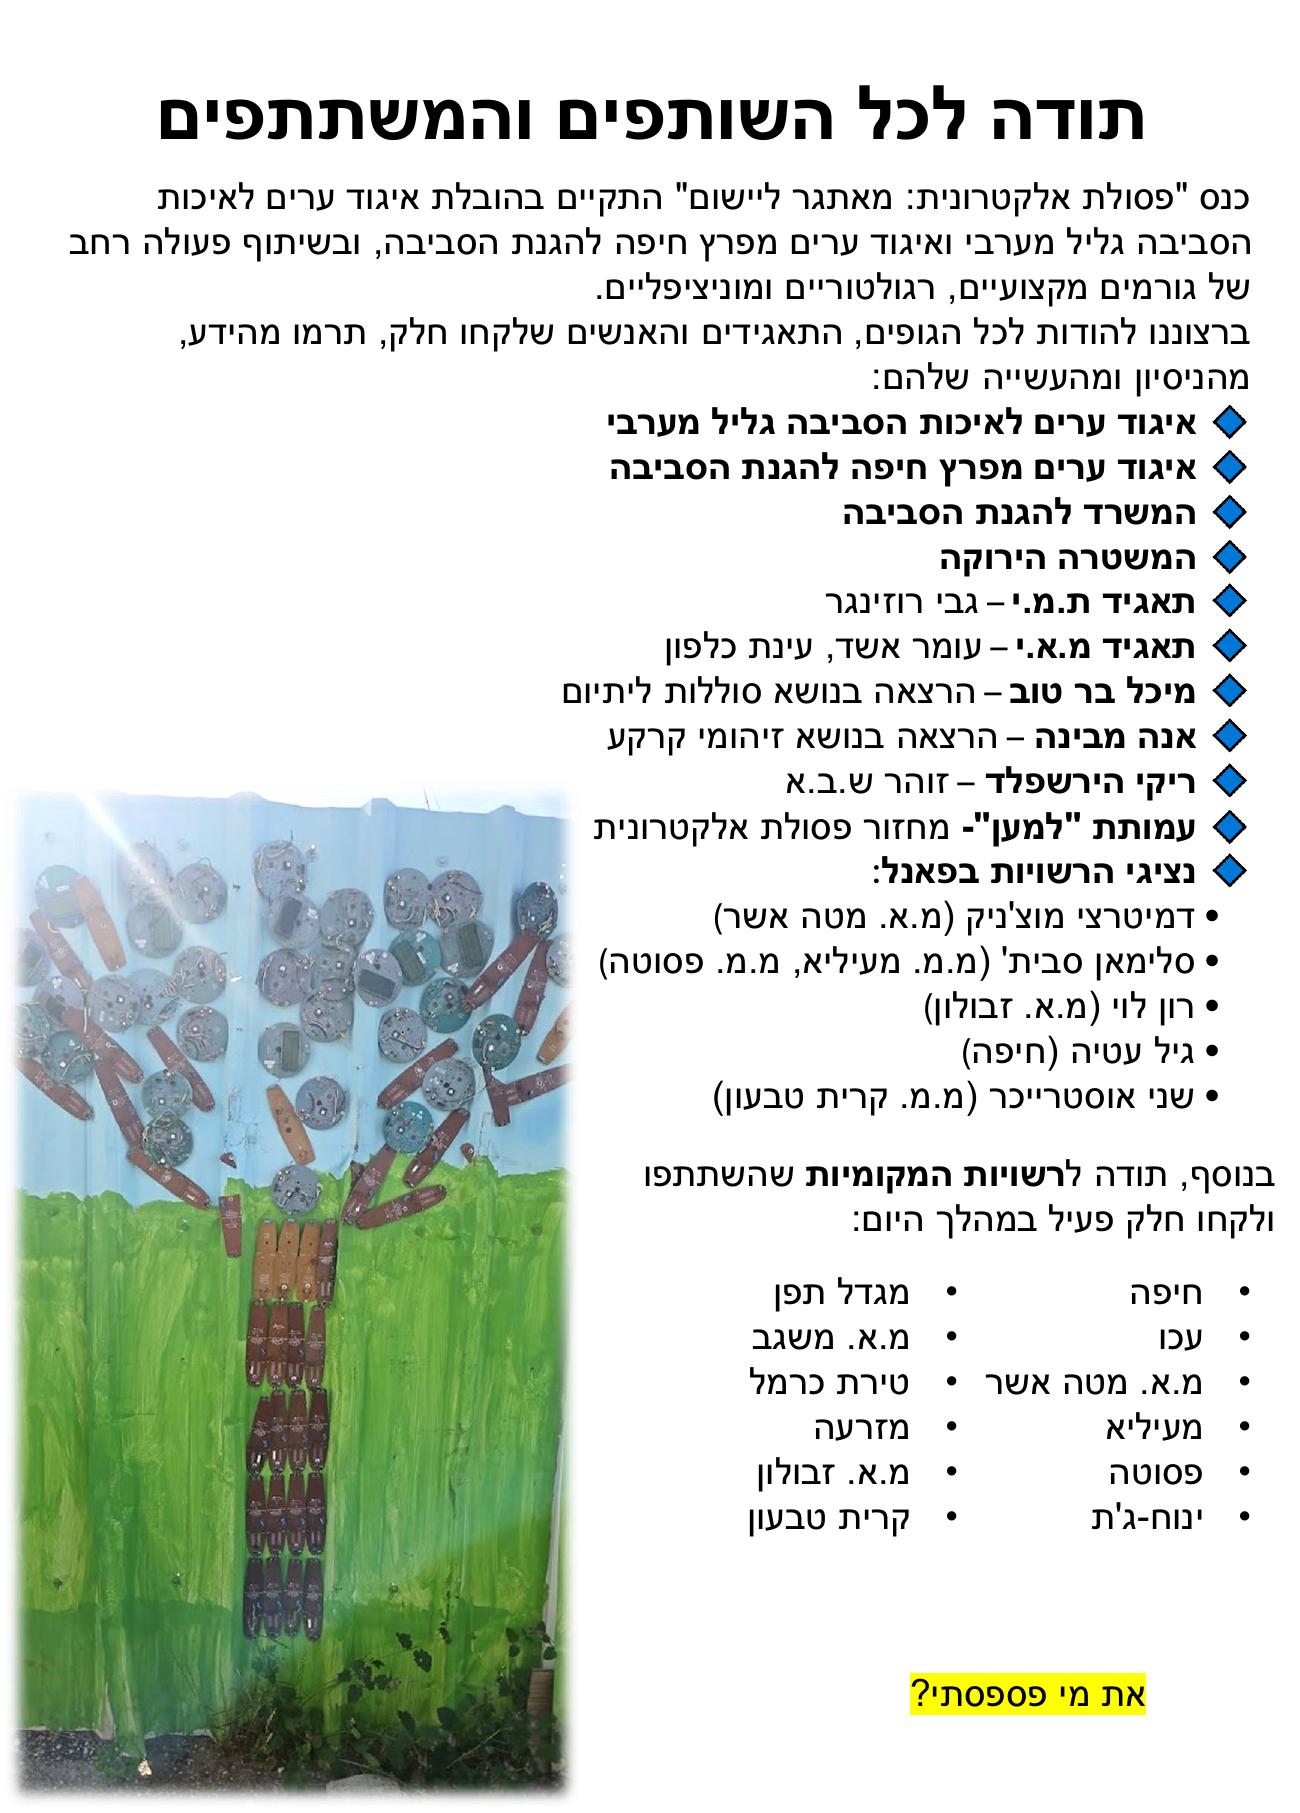 תודה לכל השותפים והמשתתפים
כנס "פסולת אלקטרונית: מאתגר ליישום" התקיים בהובלת איגוד ערים לאיכות
הסביבה גליל מערבי ואיגוד ערים מפרץ חיפה להגנת הסביבה, ובשיתוף פעולה רחב
של גורמים מקצועיים, רגולטוריים ומוניציפליים.
ברצוננו להודות לכל הגופים, התאגידים והאנשים שלקחו חלק, תרמו מהידע,
מהניסיון ומהעשייה שלהם:
איגוד ערים לאיכות הסביבה גליל מערבי
איגוד ערים מפרץ חיפה להגנת הסביבה
המשרד להגנת הסביבה
המשטרה הירוקה
תאגיד ת.מ.י – גבי רוזינגר
תאגיד מ.א.י – עומר אשד, עינת כלפון
מיכל בר טוב – הרצאה בנושא סוללות ליתיום
אנה מבינה – הרצאה בנושא זיהומי קרקע
ריקי הירשפלד – זוהר ש.ב.א
עמותת "למען"- מחזור פסולת אלקטרונית
נציגי הרשויות בפאנל:
• דמיטרצי מוצ'ניק (מ.א. מטה אשר)
• סלימאן סבית' (מ.מ. מעיליא, מ.מ. פסוטה)
• רון לוי (מ.א. זבולון)
• גיל עטיה (חיפה)
• שני אוסטרייכר (מ.מ. קרית טבעון)
בנוסף, תודה לרשויות המקומיות שהשתתפו
ולקחו חלק פעיל במהלך היום:
• חיפה
• עכו
• מ.א. מטה אשר
• מעיליא
• פסוטה
• ינוח-ג'ת
• מגדל תפן
• מ.א. משגב
• טירת כרמל
• מזרעה
• מ.א. זבולון
• קרית טבעון
את מי פספסתי?